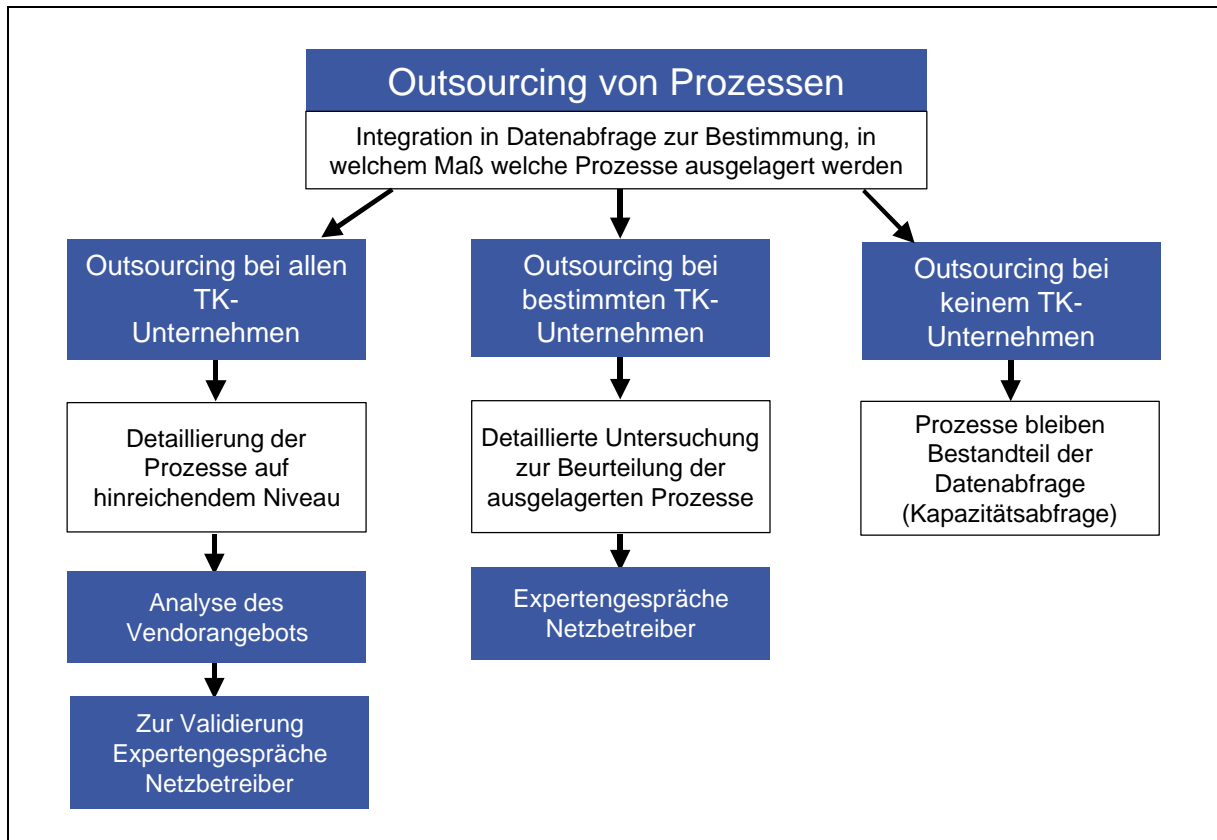 Outsourcing von Prozessen
Integration in Datenabfrage zur Bestimmung, in
welchem Maß welche Prozesse ausgelagert werden
Outsourcing bei allen
TK-
Unternehmen
Detaillierung der
Prozesse auf
hinreichendem Niveau
Analyse des
Vendorangebots
Zur Validierung
Expertengespräche
Netzbetreiber
Outsourcing bei
bestimmten TK-
Unternehmen
Detaillierte Untersuchung
zur Beurteilung der
ausgelagerten Prozesse
Expertengespräche
Netzbetreiber
Outsourcing bei
keinem TK-
Unternehmen
Prozesse bleiben
Bestandteil der
Datenabfrage
(Kapazitätsabfrage)